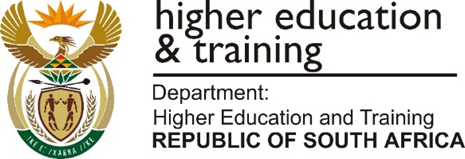 higher education
& training
Department:
Higher Education and Training
REPUBLIC OF SOUTH AFRICA